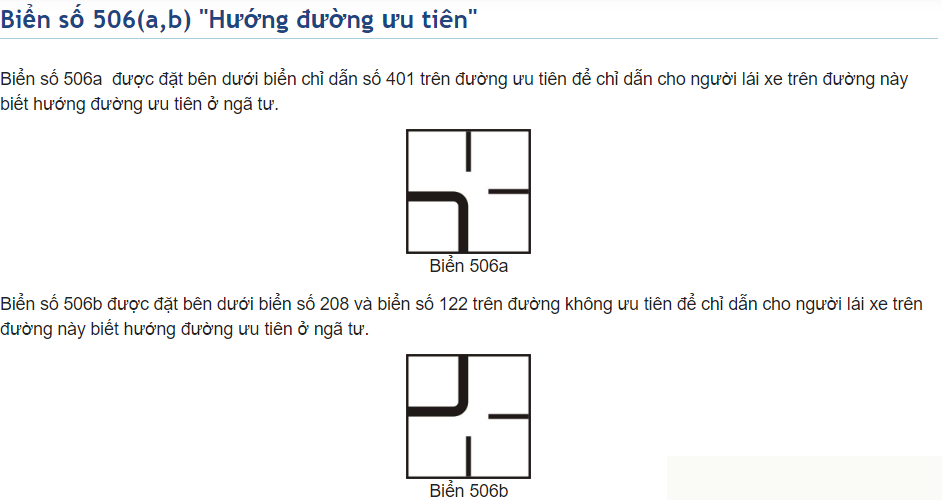 Biển số 506(a,b) "Hướng đường ưu tiên"
Biển số 506a được đặt bên dưới biển chỉ dẫn số 401 trên đường ưu tiên để chỉ dẫn cho người lái xe trên đường này
biết hướng đường ưu tiên ở ngã tư.
Biển 506a
Biển số 506b được đặt bên dưới biển số 208 và biển số 122 trên đường không ưu tiên để chỉ dẫn cho người lái xe trên
đường này biết hướng đường ưu tiên ở ngã tư.
Biển 506b